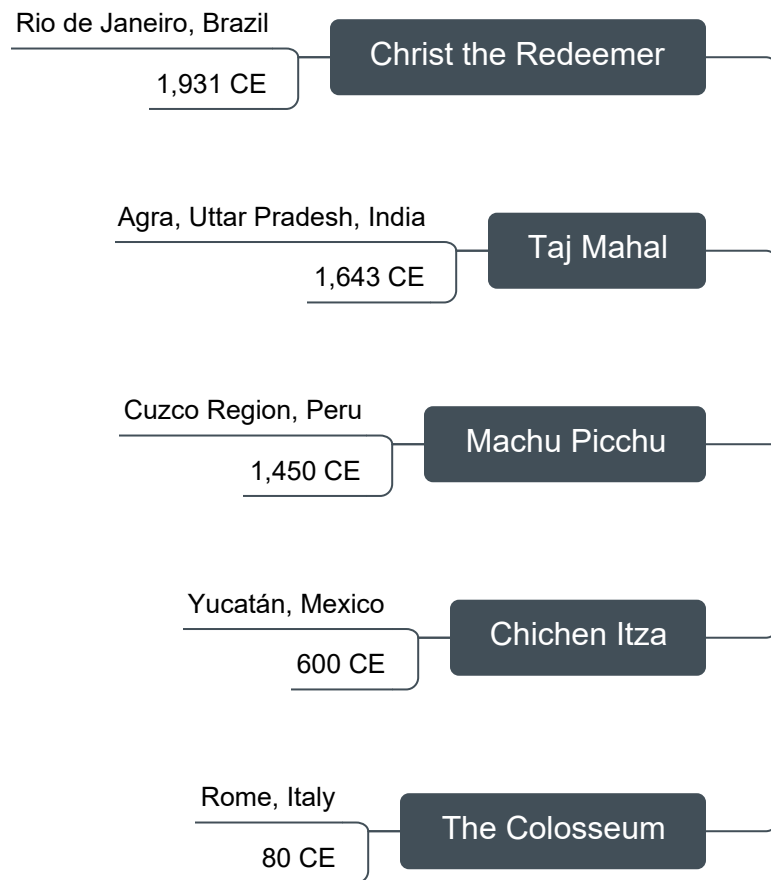 Rio de Janeiro, Brazil
1,931 CE
Christ the Redeemer
Agra, Uttar Pradesh, India
1,643 CE
Taj Mahal
Cuzco Region, Peru
1,450 CE
Machu Picchu
Yucatán, Mexico
600 CE
Chichen Itza
Rome, Italy
80 CE
The Colosseum